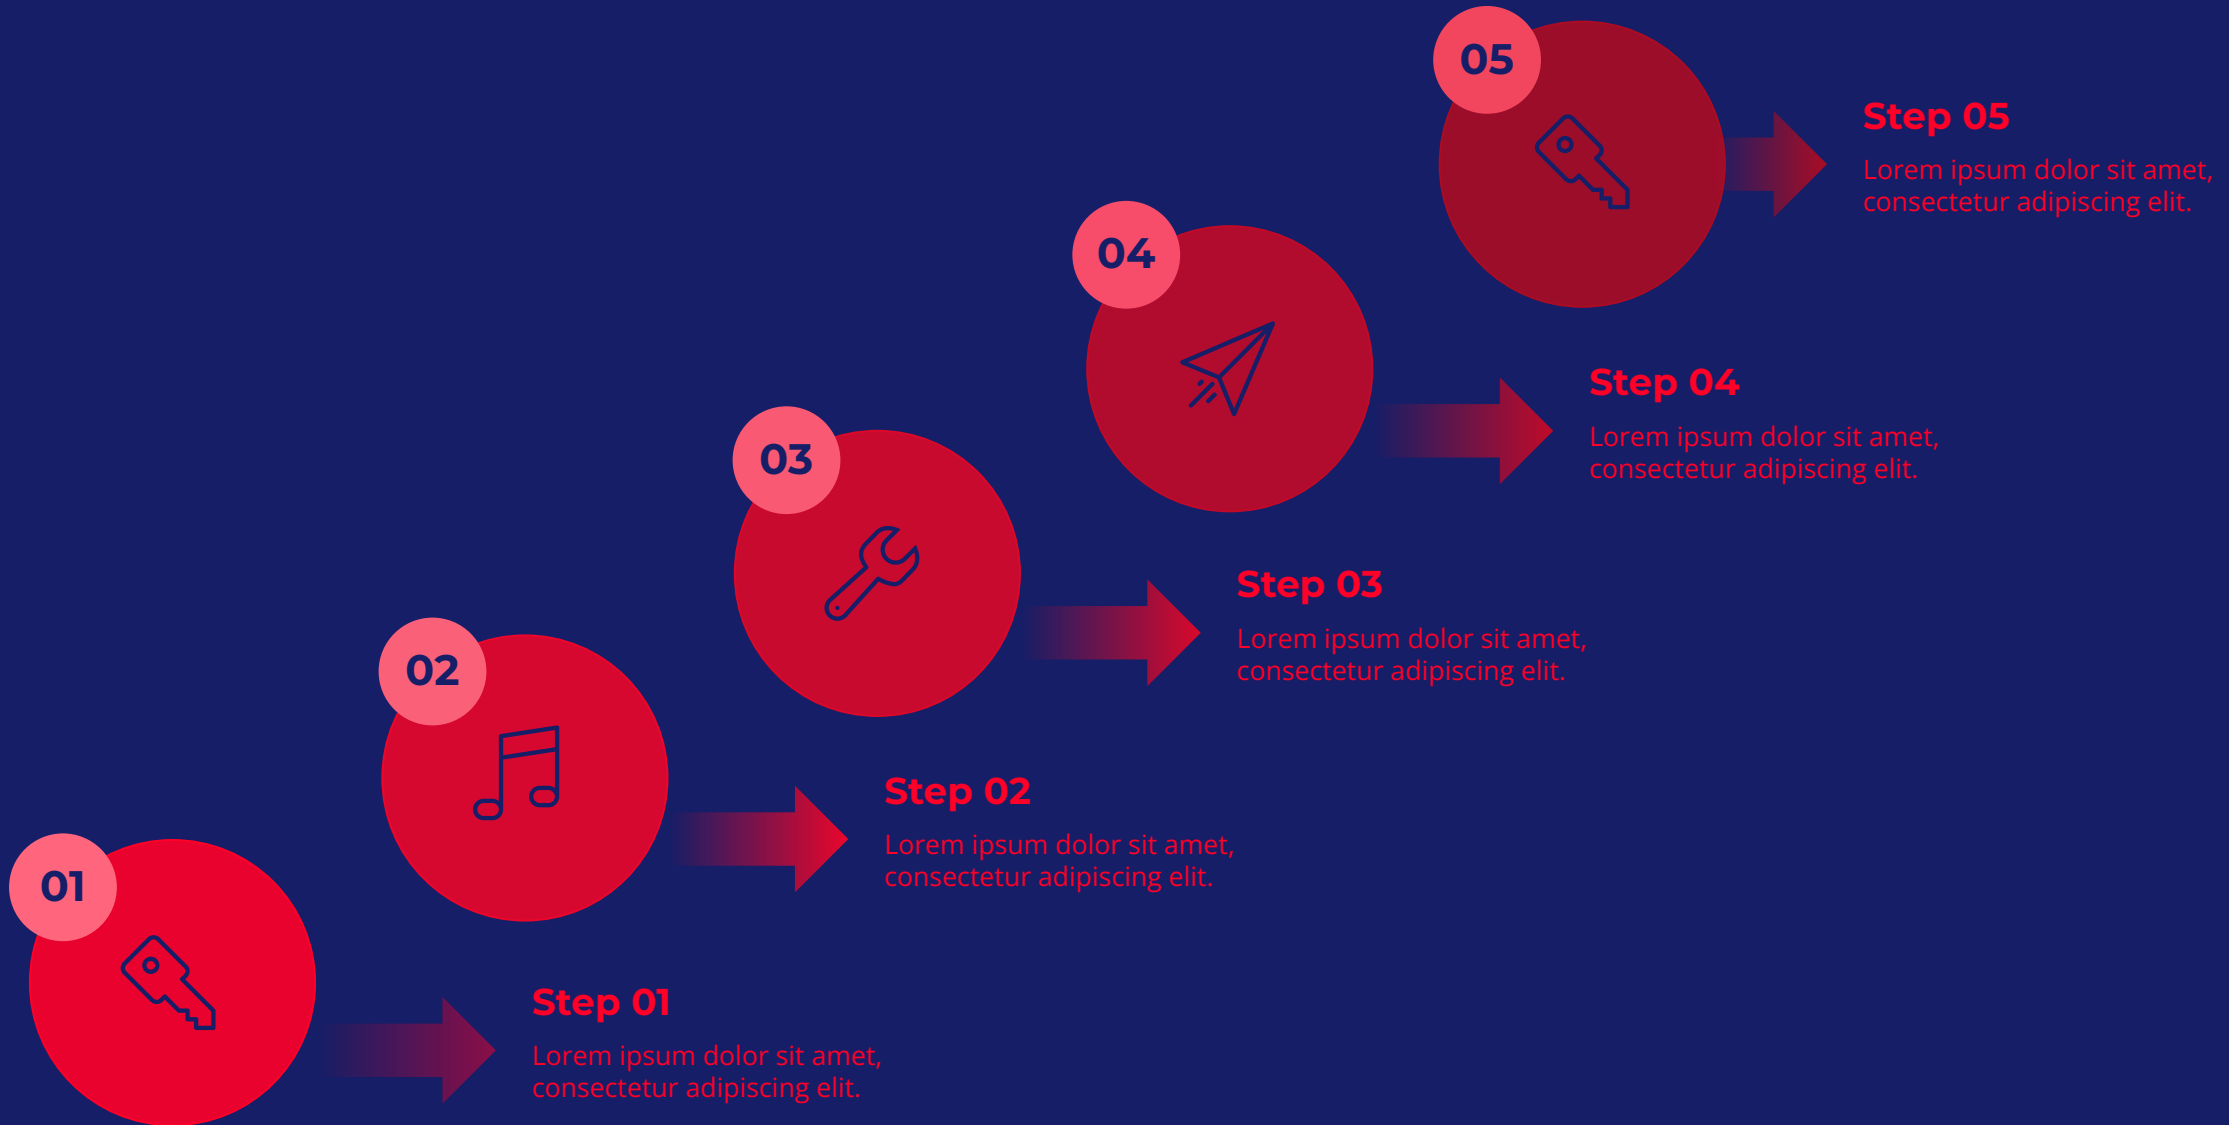 05
Step 05
Lorem ipsum dolor sit amet,
consectetur adipiscing elit.
04
Step 04
Lorem ipsum dolor sit amet,
consectetur adipiscing elit.
03
Step 03
Lorem ipsum dolor sit amet,
consectetur adipiscing elit.
02
Step 02
Lorem ipsum dolor sit amet,
consectetur adipiscing elit.
01
Step 01
Lorem ipsum dolor sit amet,
consectetur adipiscing elit.